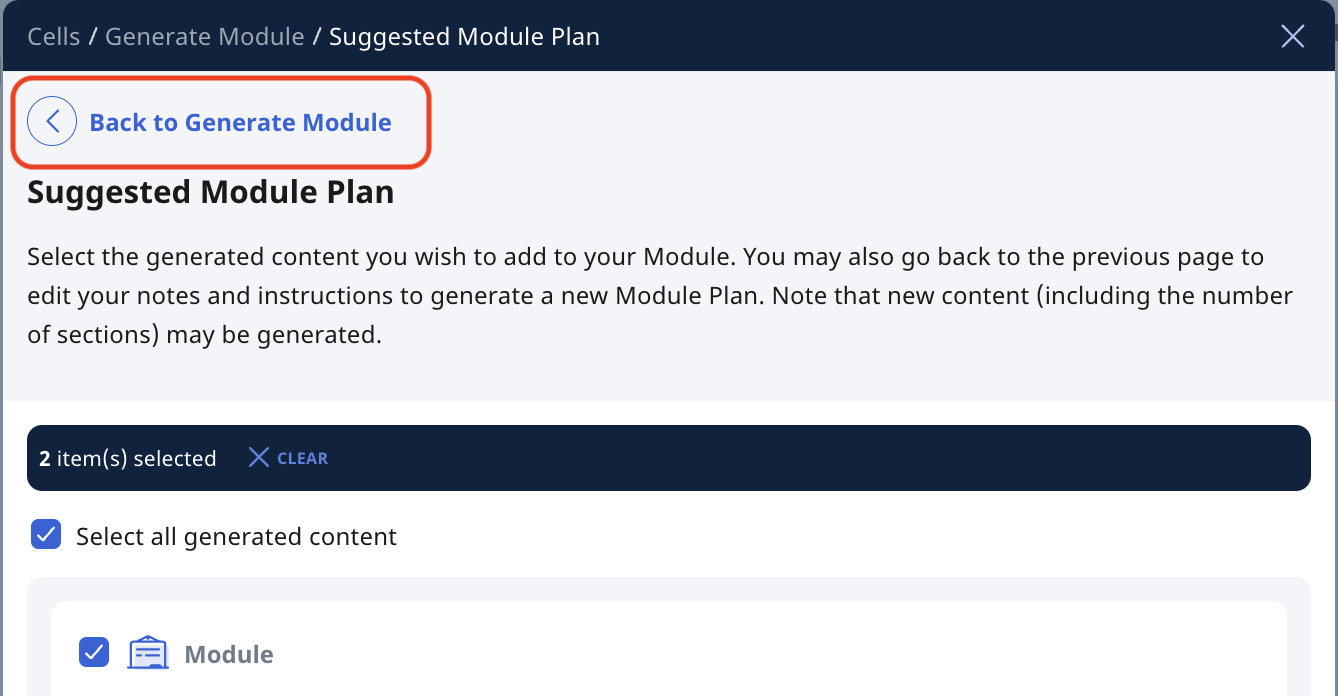 Cells / Generate Module / Suggested Module Plan
Back to Generate Module
Suggested Module Plan
Select the generated content you wish to add to your Module. You may also go back to the previous page to
edit your notes and instructions to generate a new Module Plan. Note that new content (including the number
of sections) may be generated.
2 item(s) selected CLEAR
Select all generated content
Module